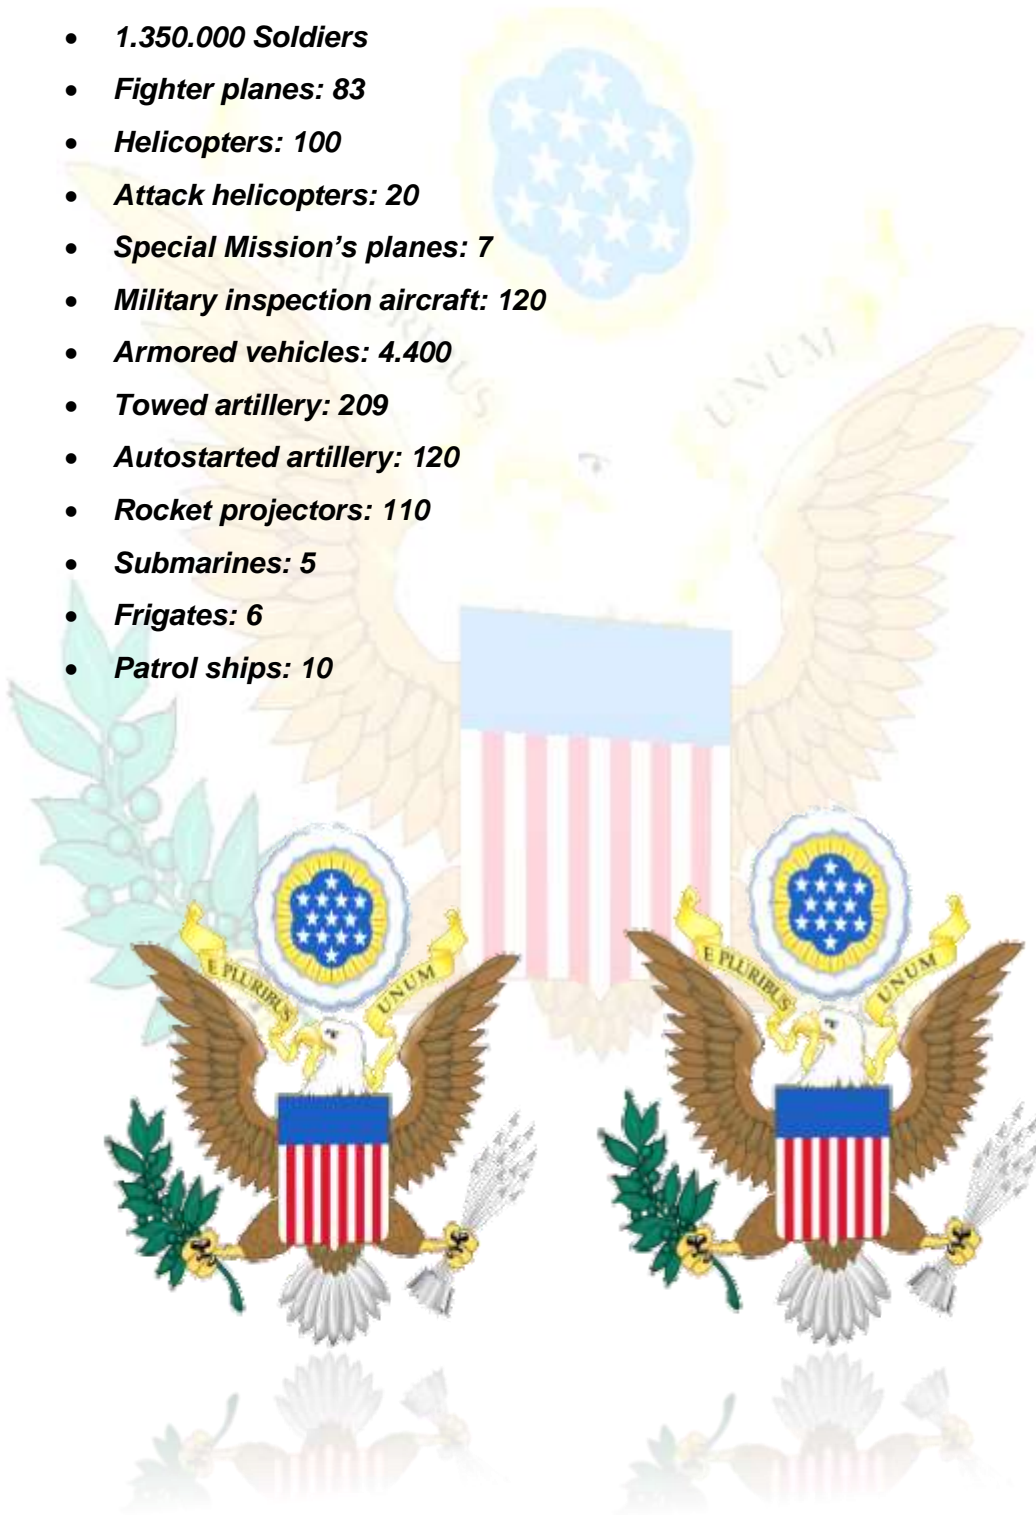 • 1.350.000 Soldiers
• Fighter planes: 83
• Helicopters: 100
• Attack helicopters: 20
• Special Mission’s planes: 7
• Military inspection aircraft: 120
• Armored vehicles: 4.400
• Towed artillery: 209
• Autostarted artillery: 120
• Rocket projectors: 110
• Submarines: 5
• Frigates: 6
• Patrol ships: 10
E PLURIBUS UNUM
E PLURIBUS UNUM
E PLURIBUS UNUM